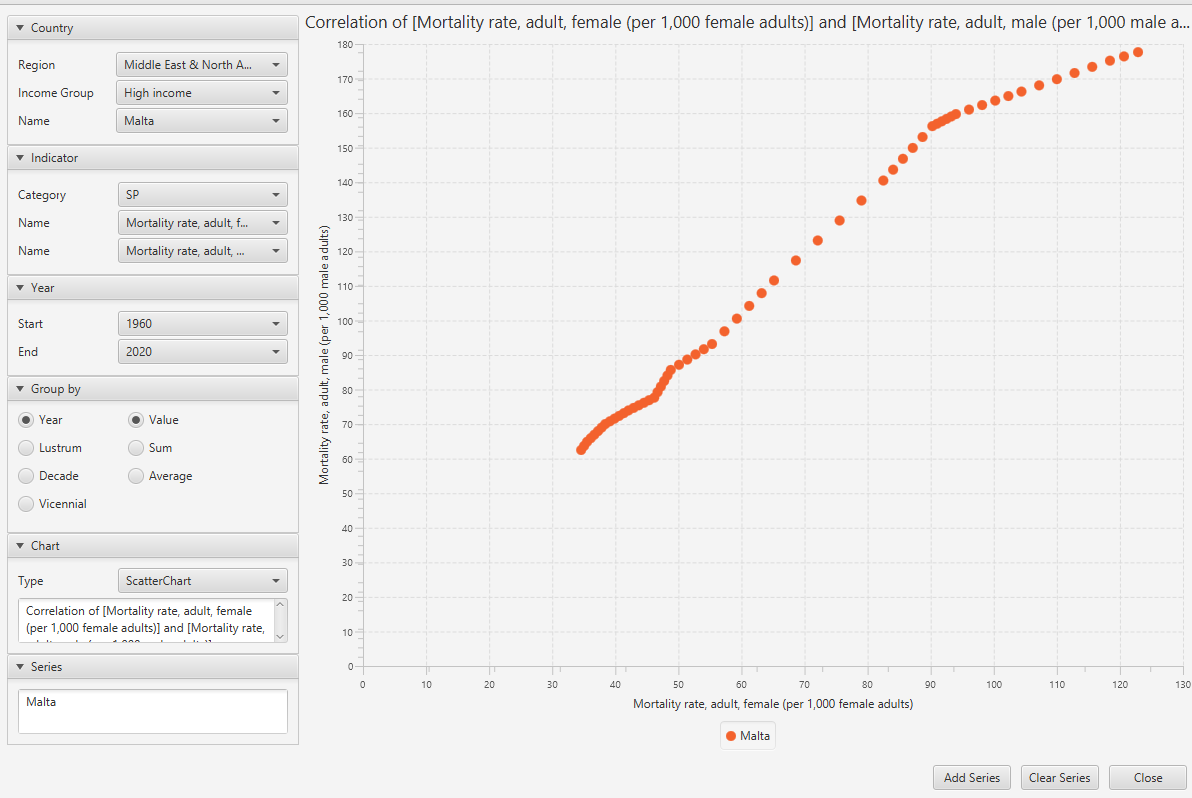 Country
Region Middle East & North A...
Income Group High income
Name Malta
Indicator
Category SP
Name Mortality rate, adult, f...
Name Mortality rate, adult, ...
Year
Start 1960
End 2020
Group by
Year Value
Lustrum Sum
Decade Average
Vicennial
Chart
Type ScatterChart
Correlation of [Mortality rate, adult, female
(per 1,000 female adults)] and [Mortality rate,
Series
Malta
Correlation of [Mortality rate, adult, female (per 1,000 female adults)] and [Mortality rate, adult, male (per 1,000 male a...
Mortality rate, adult, male (per 1,000 male adults)
180
170
160
150
140
130
120
110
100
90
80
70
60
50
40
30
20
10
0
0 10 20 30 40 50 60 70 80 90 100 110 120 130
Mortality rate, adult, female (per 1,000 female adults)
Malta
Add Series Clear Series Close